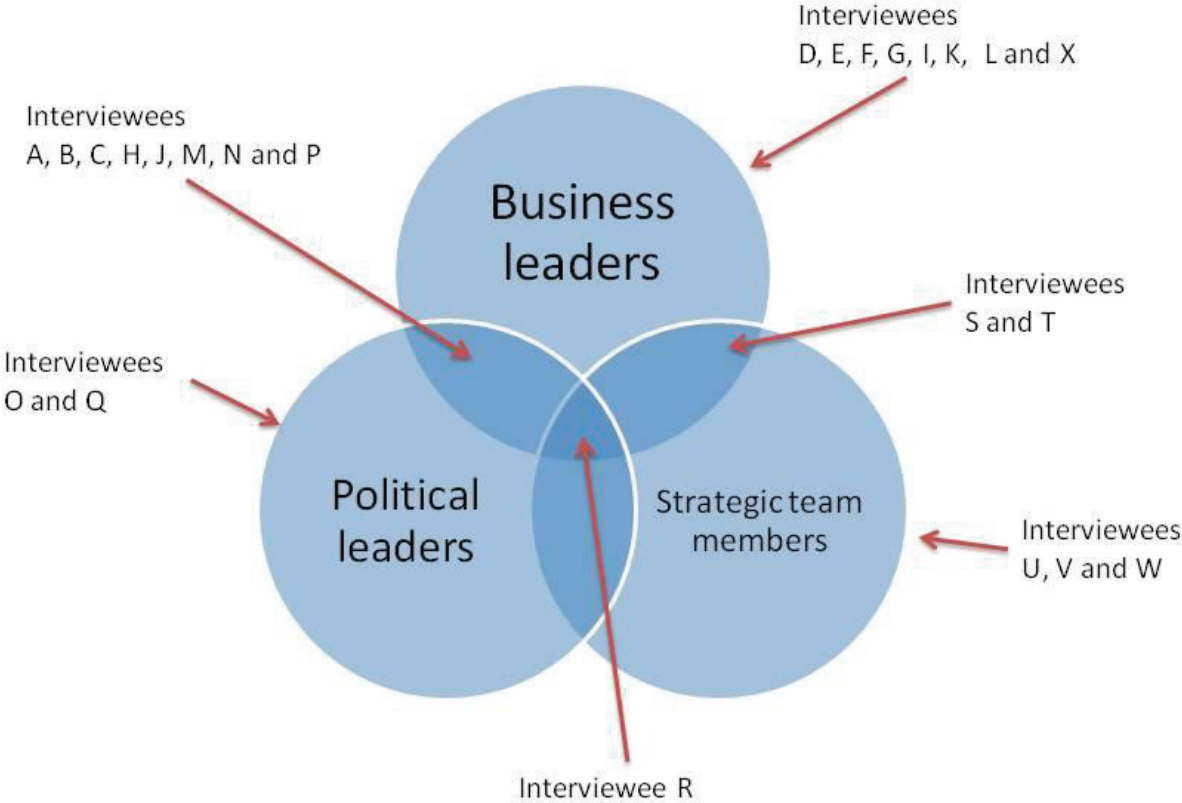 Interviewees
D, E, F, G, I, K, L and X
Interviewees
A, B, C, H, J, M, N and P
Business
leaders
Interviewees
S and T
Interviewees
O and Q
Political
leaders
Strategic team
members
Interviewees
U, V and W
Interviewee R